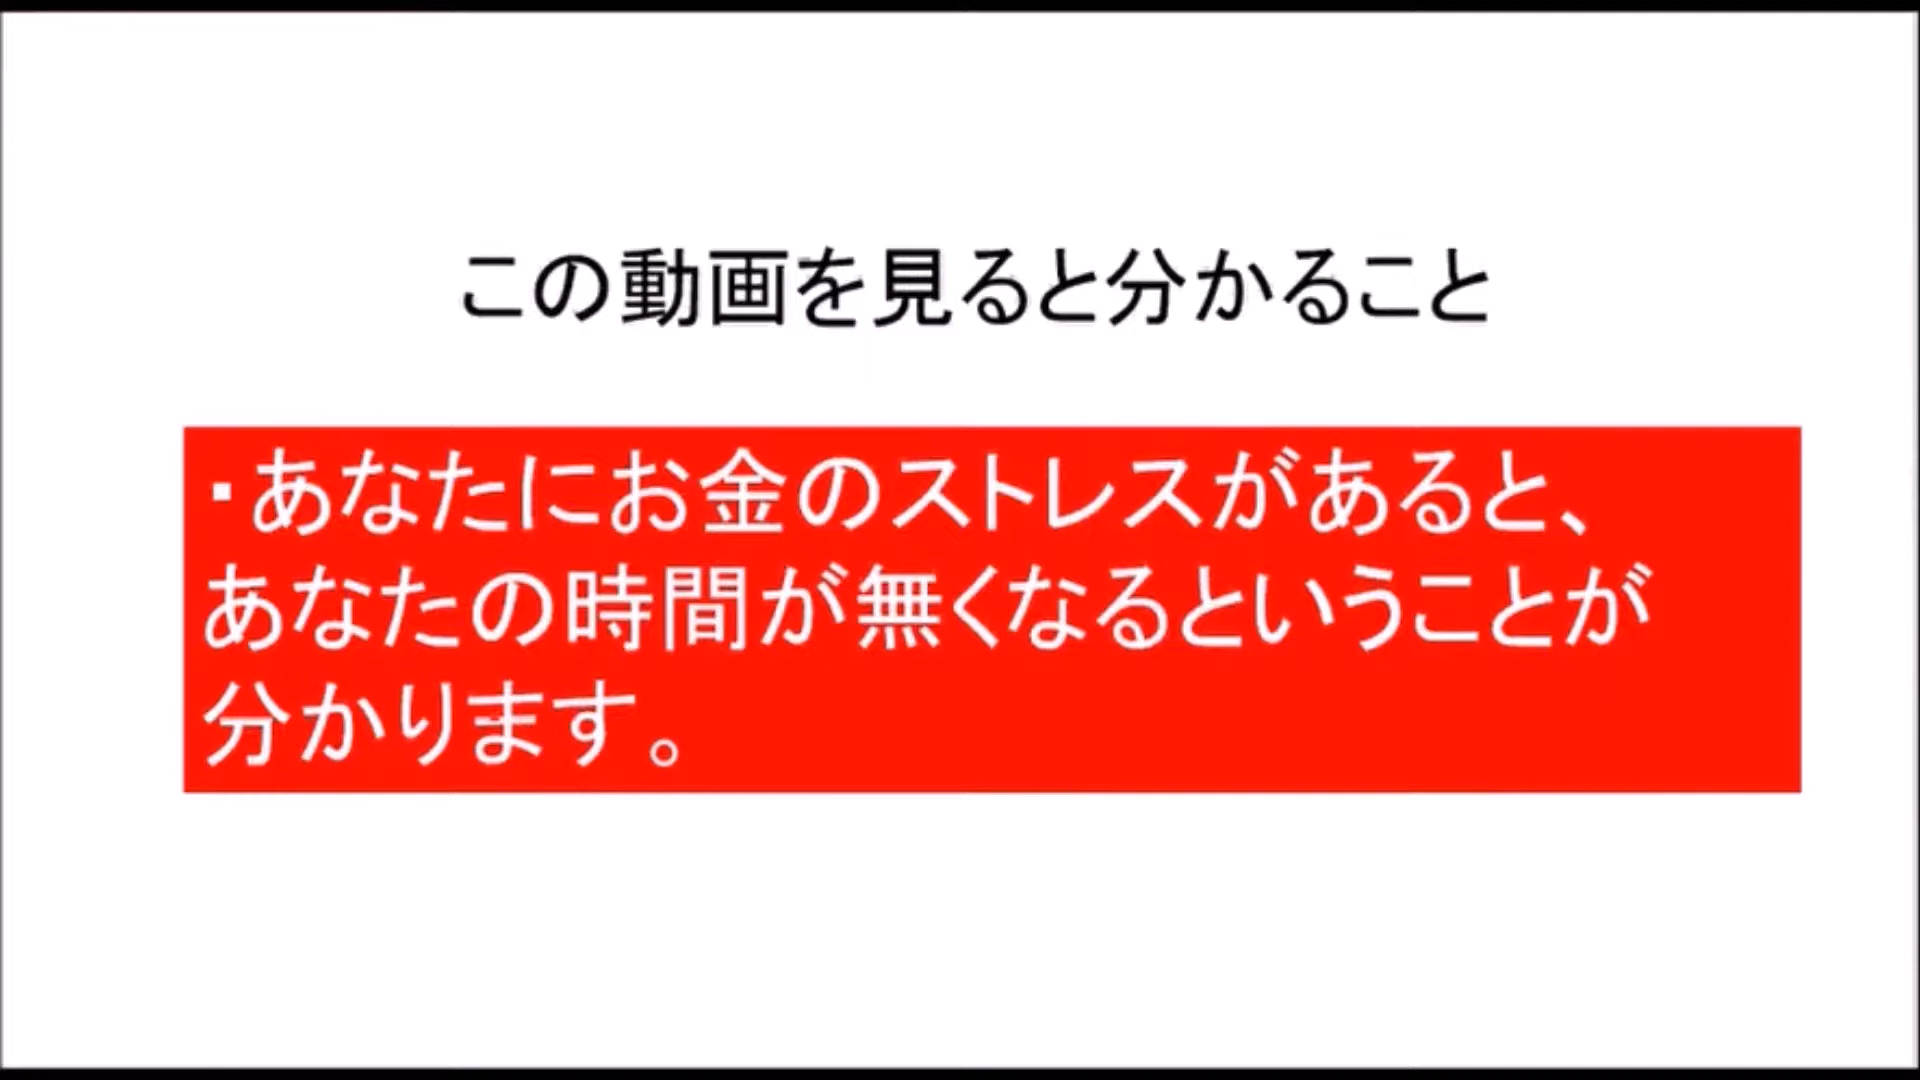 この動画を見ると分かること
・あなたにお金のストレスがあると、
あなたの時間が無くなるということが
分かります。